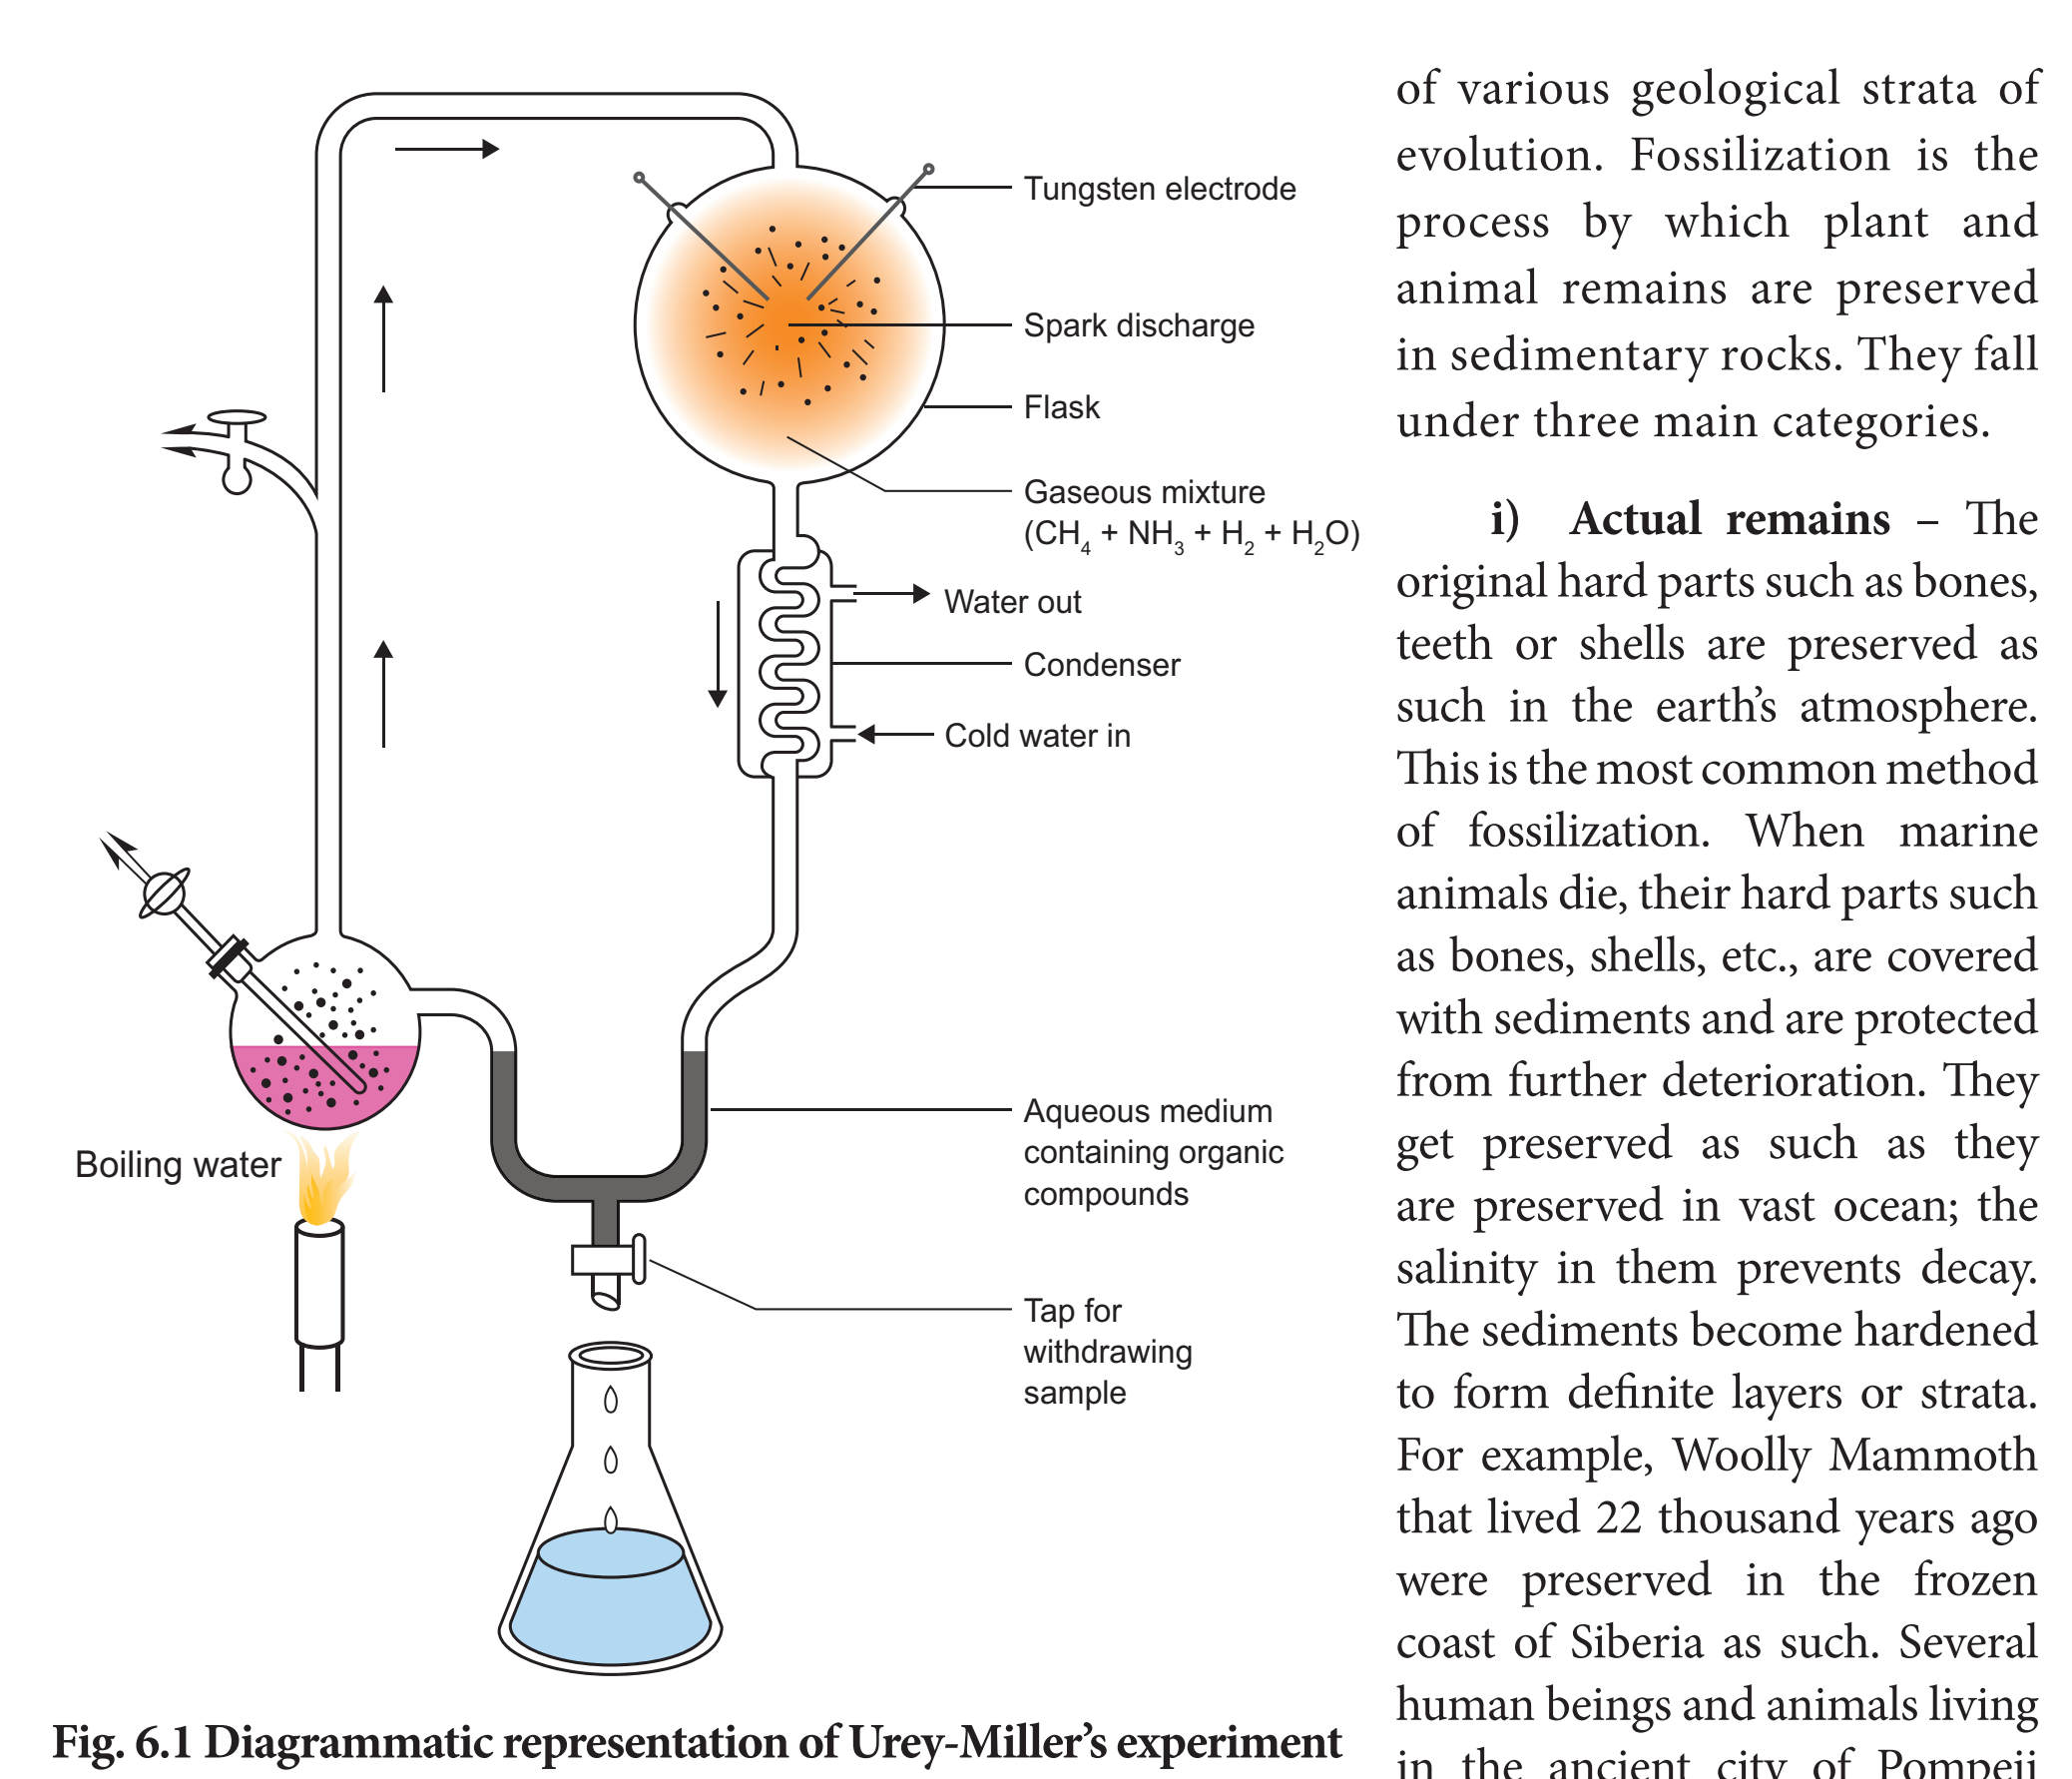 Tungsten electrode
Spark discharge
Flask
Gaseous mixture
(CH₄ + NH₃ + H₂ + H₂O)
Water out
Condenser
Cold water in
Boiling water
Aqueous medium
containing organic
compounds
Tap for
withdrawing
sample
Fig. 6.1 Diagrammatic representation of Urey-Miller's experiment
of various geological strata of
evolution. Fossilization is the
process by which plant and
animal remains are preserved
in sedimentary rocks. They fall
under three main categories.
i) Actual remains – The
original hard parts such as bones,
teeth or shells are preserved as
such in the earth's atmosphere.
This is the most common method
of fossilization. When marine
animals die, their hard parts such
as bones, shells, etc., are covered
with sediments and are protected
from further deterioration. They
get preserved as such as they
are preserved in vast ocean; the
salinity in them prevents decay.
The sediments become hardened
to form definite layers or strata.
For example, Woolly Mammoth
that lived 22 thousand years ago
were preserved in the frozen
coast of Siberia as such. Several
human beings and animals living
in the ancient city of Pompeii